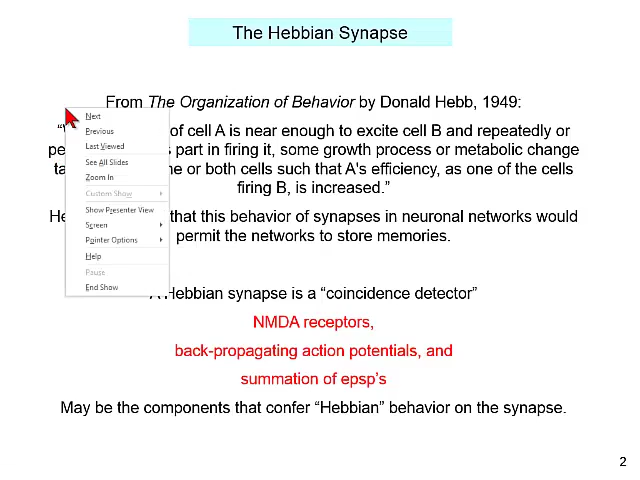 The Hebbian Synapse
From The Organization of Behavior by Donald Hebb, 1949:
of cell A is near enough to excite cell B and repeatedly or
part in firing it, some growth process or metabolic change
or both cells such that A's efficiency, as one of the cells
firing B, is increased.”
that this behavior of synapses in neuronal networks would
permit the networks to store memories.
Next
Previous
Last Viewed
See All Slides
Zoom In
Custom Show
Show Presenter View
Screen
Pointer Options
Help
Pause
End Show
A Hebbian synapse is a “coincidence detector”
NMDA receptors,
back-propagating action potentials, and
summation of epsp’s
May be the components that confer “Hebbian” behavior on the synapse.
2